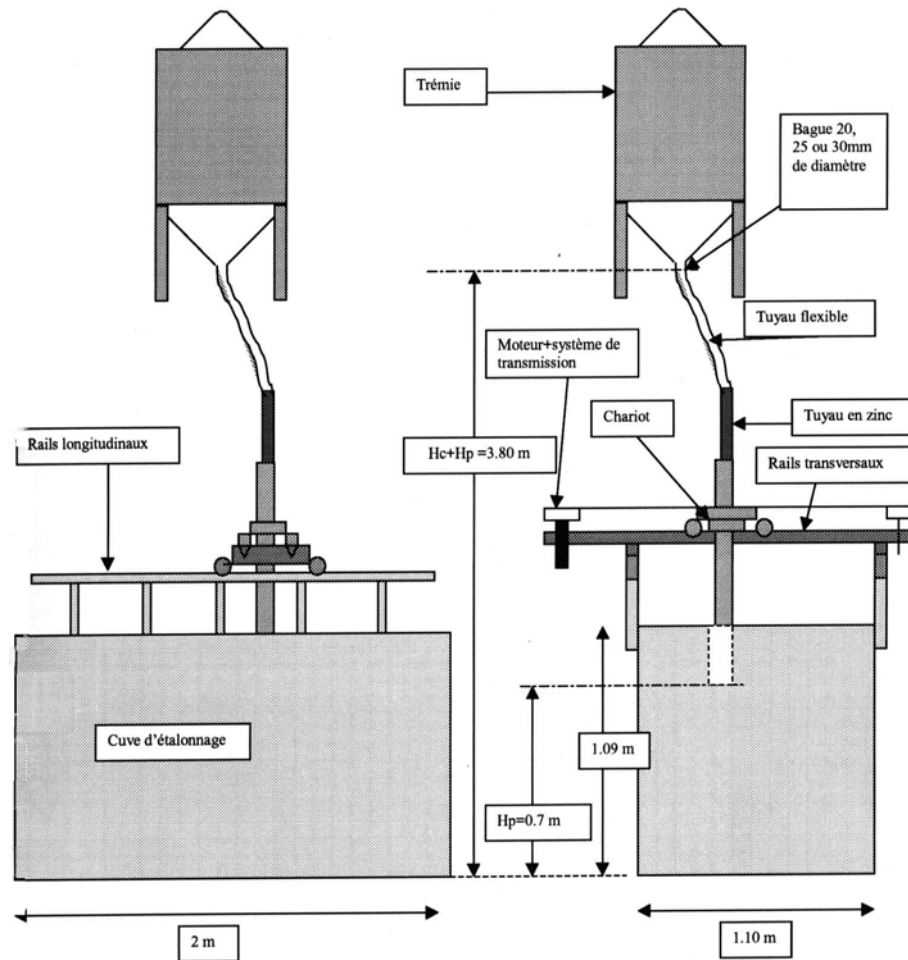 Trémie
Bague 20,
25 ou 30mm
de diamètre
Tuyau flexible
Moteur+système de
transmission
Chariot
Tuyau en zinc
Rails longitudinaux
Hc+Hp =3.80 m
Rails transversaux
Cuve d'étalonnage
1.09 m
Hp=0.7 m
2 m
1.10 m